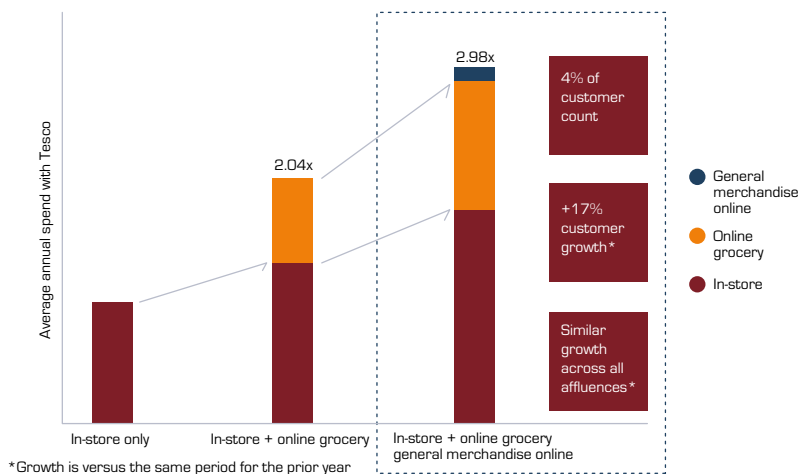 Average annual spend with Tesco
2.04x
2.98x
4% of
customer
count
+17%
customer
growth*
Similar
growth
across all
affluences*
General
merchandise
online
Online
grocery
In-store
In-store only
In-store + online grocery
In-store + online grocery
general merchandise online
*Growth is versus the same period for the prior year